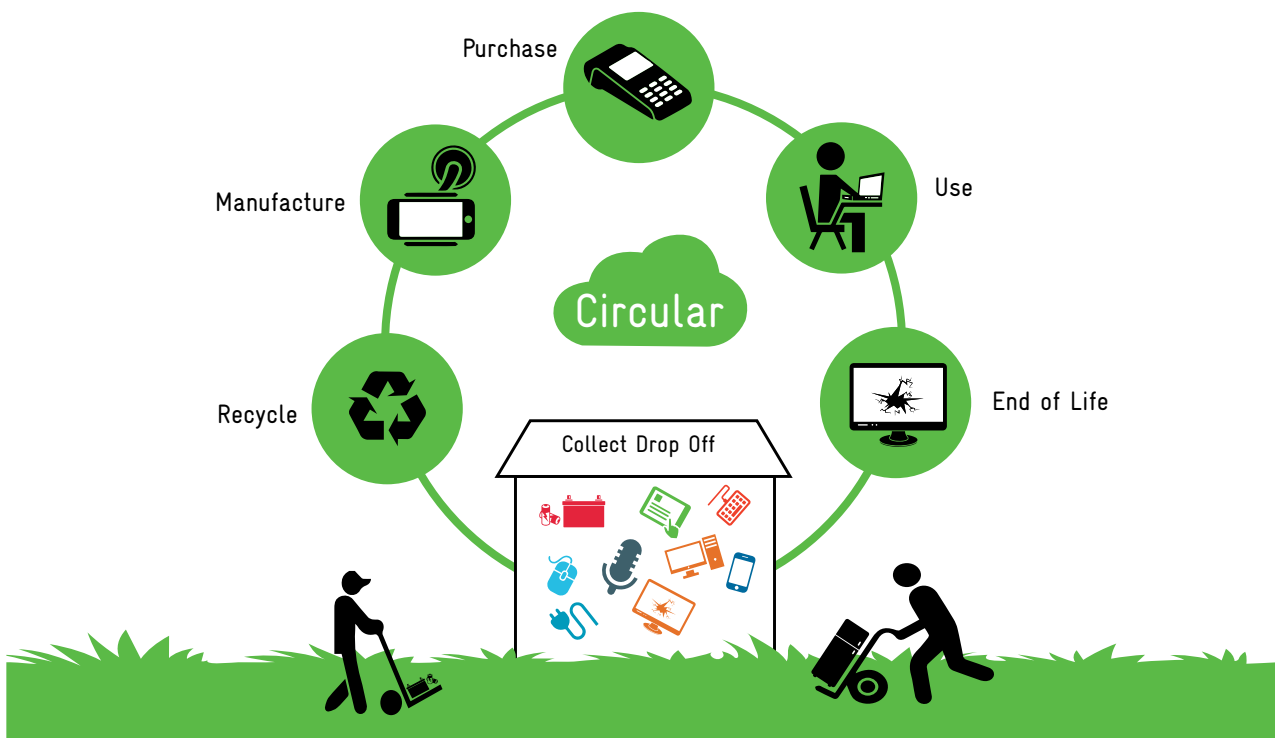 Purchase
Manufacture
Use
Circular
Recycle
End of Life
Collect Drop Off